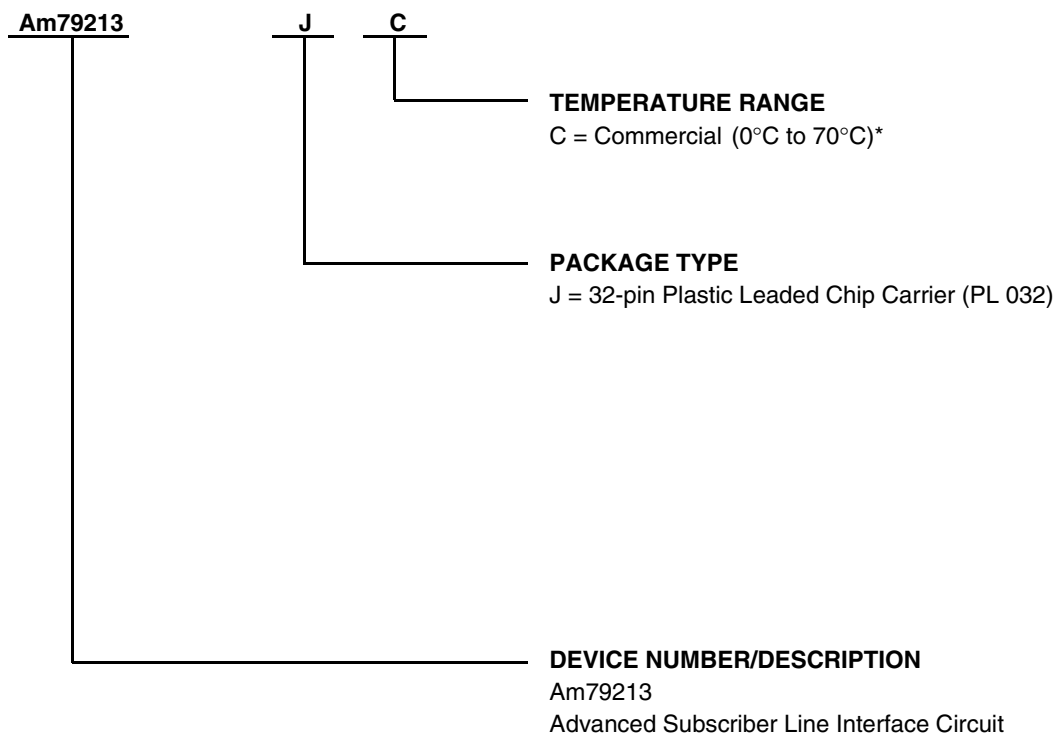 Am79213 J C
TEMPERATURE RANGE
C = Commercial (0°C to 70°C)*
PACKAGE TYPE
J = 32-pin Plastic Leaded Chip Carrier (PL 032)
DEVICE NUMBER/DESCRIPTION
Am79213
Advanced Subscriber Line Interface Circuit